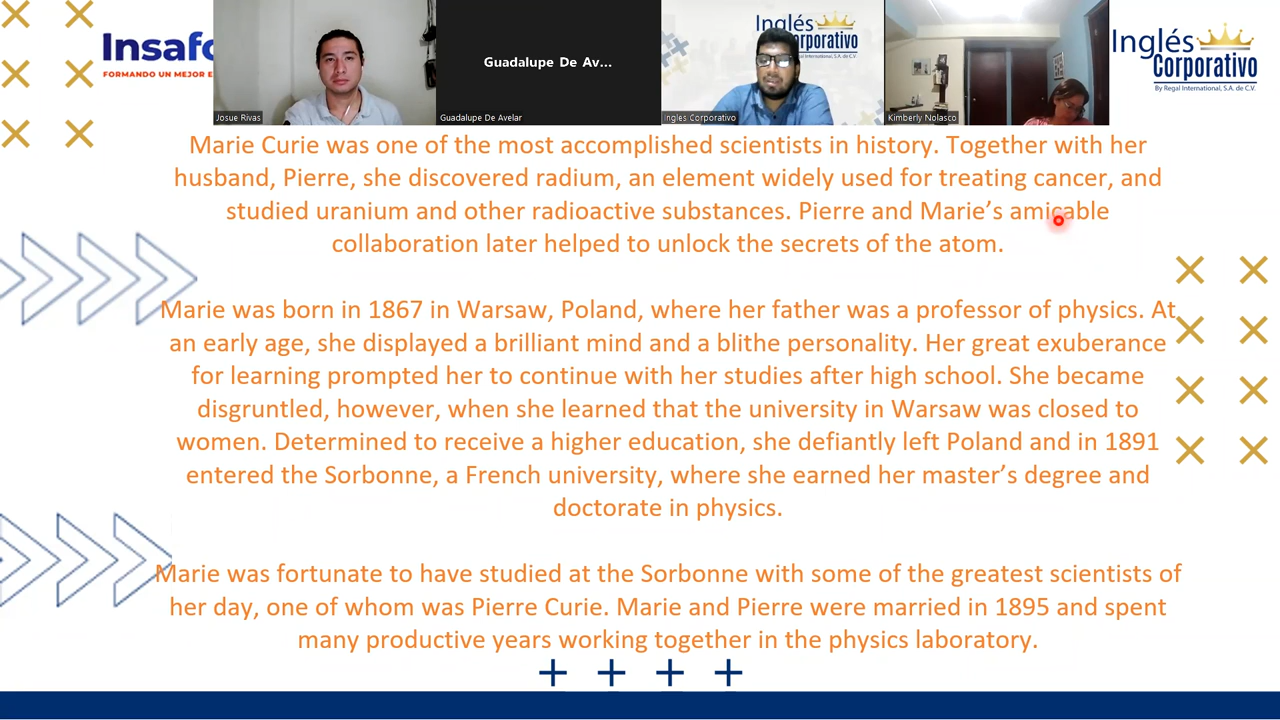 Insafo
FORMANDO UN MEJOR E
Josue Rivas
Guadalupe De Av...
Guadalupe De Avelar
Inglés
Corporativo
By Regal International, S.A. de C.V.
Ingles Corporativo
Kimberly Nolasco
Inglés
Corporativo
By Regal International, S.A. de C.V.
Marie Curie was one of the most accomplished scientists in history. Together with her
husband, Pierre, she discovered radium, an element widely used for treating cancer, and
studied uranium and other radioactive substances. Pierre and Marie’s amicable
collaboration later helped to unlock the secrets of the atom.
Marie was born in 1867 in Warsaw, Poland, where her father was a professor of physics. At
an early age, she displayed a brilliant mind and a blithe personality. Her great exuberance
for learning prompted her to continue with her studies after high school. She became
disgruntled, however, when she learned that the university in Warsaw was closed to
women. Determined to receive a higher education, she defiantly left Poland and in 1891
entered the Sorbonne, a French university, where she earned her master’s degree and
doctorate in physics.
Marie was fortunate to have studied at the Sorbonne with some of the greatest scientists of
her day, one of whom was Pierre Curie. Marie and Pierre were married in 1895 and spent
many productive years working together in the physics laboratory.